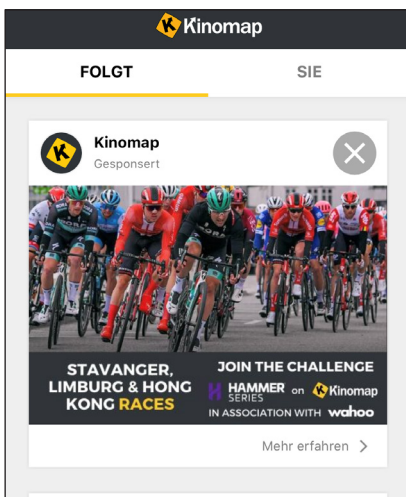 Kinomap
FOLGT
SIE
Kinomap
Gesponsert
BORA
STAVANGER,
LIMBURG & HONG
KONG RACES
JOIN THE CHALLENGE
HAMMER SERIES on Kinomap
IN ASSOCIATION WITH wahoo
Mehr erfahren